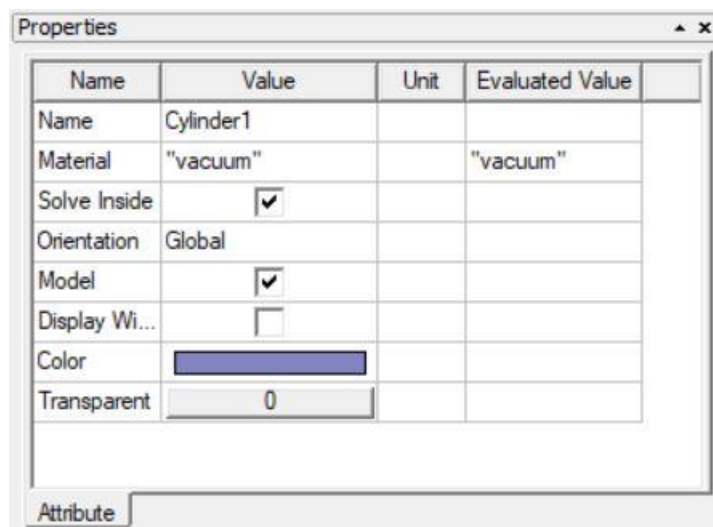 Properties
Name Value Unit Evaluated Value
Name Cylinder1
Material "vacuum" "vacuum"
Solve Inside
Orientation Global
Model
Display Wi...
Color
Transparent 0
Attribute